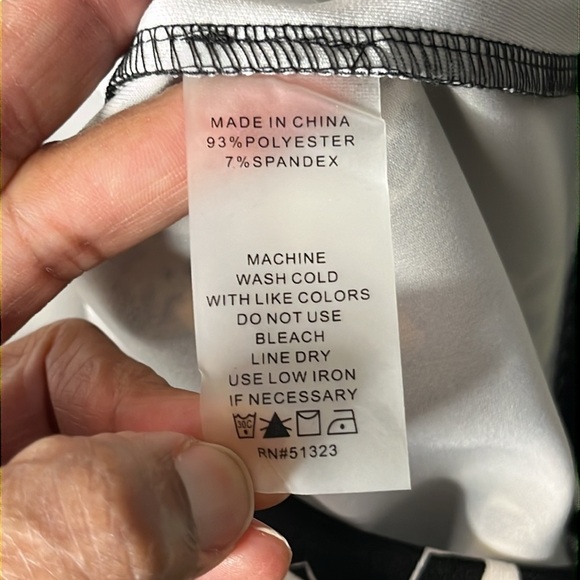 MADE IN CHINA
93%POLYESTER
7%SPANDEX
MACHINE
WASH COLD
WITH LIKE COLORS
DO NOT USE
BLEACH
LINE DRY
USE LOW IRON
IF NECESSARY
30C
RN#51323